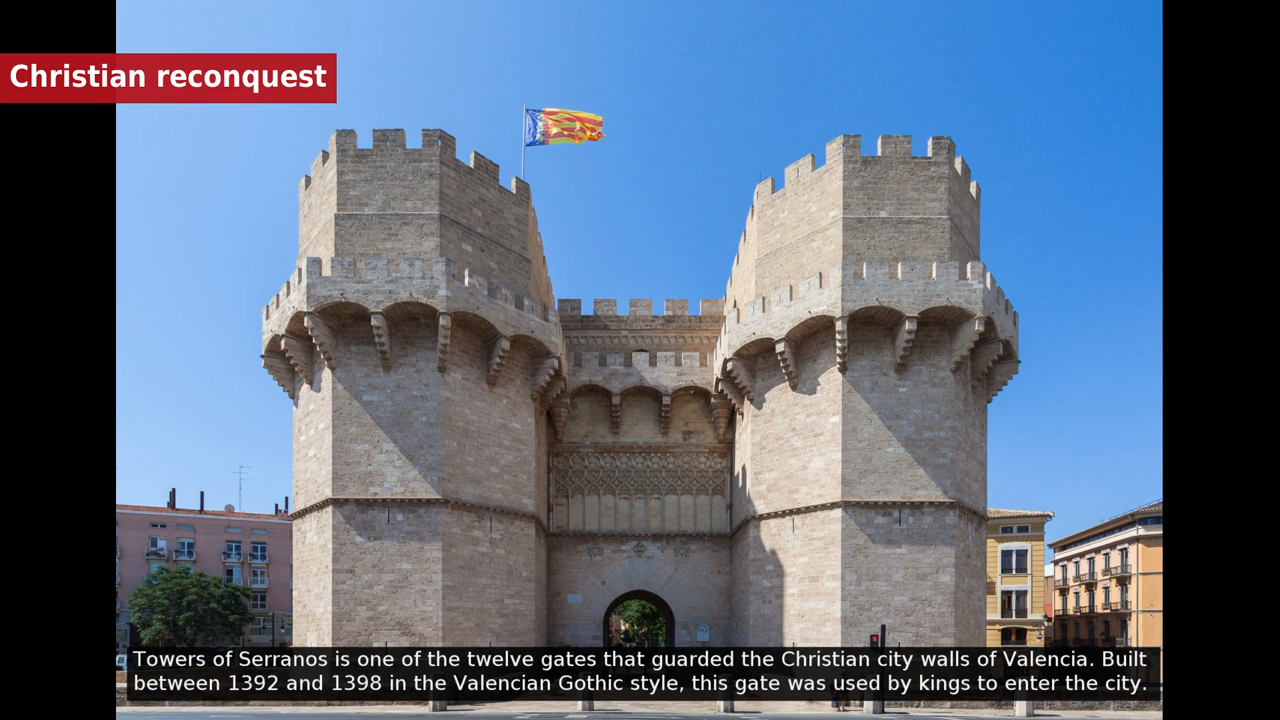 Christian reconquest
Towers of Serranos is one of the twelve gates that guarded the Christian city walls of Valencia. Built
between 1392 and 1398 in the Valencian Gothic style, this gate was used by kings to enter the city.